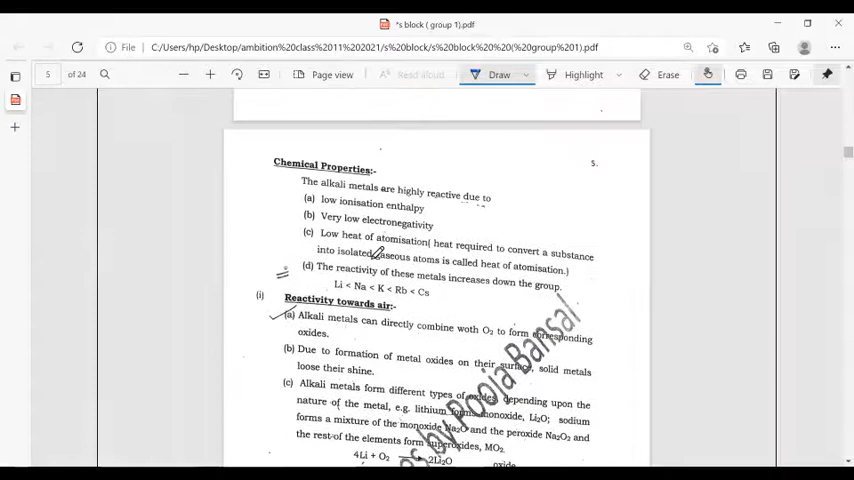 *s block ( group 1).pdf
File
C:/Users/hp/Desktop/ambition%20class%2011%202021/s%20block/s%20block%20%20(%20group%201).pdf
5 of 24
Page view
Read aloud
Draw
Highlight
Erase
5.
Chemical Properties:-
The alkali metals are highly reactive due to
(a) low ionisation enthalpy
(b) Very low electronegativity
(c) Low heat of atomisation( heat required to convert a substance
into isolated gaseous atoms is called heat of atomisation.)
(d) The reactivity of these metals increases down the group.
Li < Na < K < Rb < Cs
(i) Reactivity towards air:-
(a) Alkali metals can directly combine woth O₂ to form corresponding
oxides.
(b) Due to formation of metal oxides on their surface, solid metals
loose their shine.
(c) Alkali metals form different types of oxides, depending upon the
nature of the metal, e.g. lithium forms monoxide, Li₂O; sodium
forms a mixture of the monoxide Na₂O and the peroxide Na₂O₂ and
the rest of the elements form superoxides, MO₂.
4Li + O₂ → 2Li₂O oxide
es by Pooja Bansal